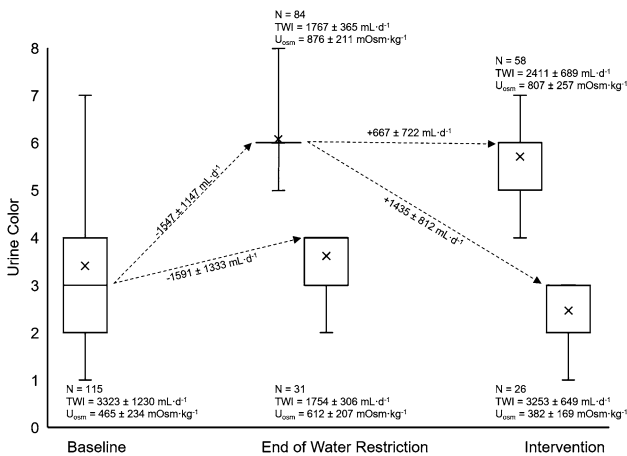 N = 84
TWI = 1767 ± 365 mL·d⁻¹
Uₒₛₘ = 876 ± 211 mOsm·kg⁻¹
N = 58
TWI = 2411 ± 689 mL·d⁻¹
Uₒₛₘ = 807 ± 257 mOsm·kg⁻¹
8
7
6
5
4
3
2
1
0
Urine Color
+667 ± 722 mL·d⁻¹
-1547 ± 1147 mL·d⁻¹
+1435 ± 812 mL·d⁻¹
-1591 ± 1333 mL·d⁻¹
N = 115
TWI = 3323 ± 1230 mL·d⁻¹
Uₒₛₘ = 465 ± 234 mOsm·kg⁻¹
N = 31
TWI = 1754 ± 306 mL·d⁻¹
Uₒₛₘ = 612 ± 207 mOsm·kg⁻¹
N = 26
TWI = 3253 ± 649 mL·d⁻¹
Uₒₛₘ = 382 ± 169 mOsm·kg⁻¹
Baseline
End of Water Restriction
Intervention